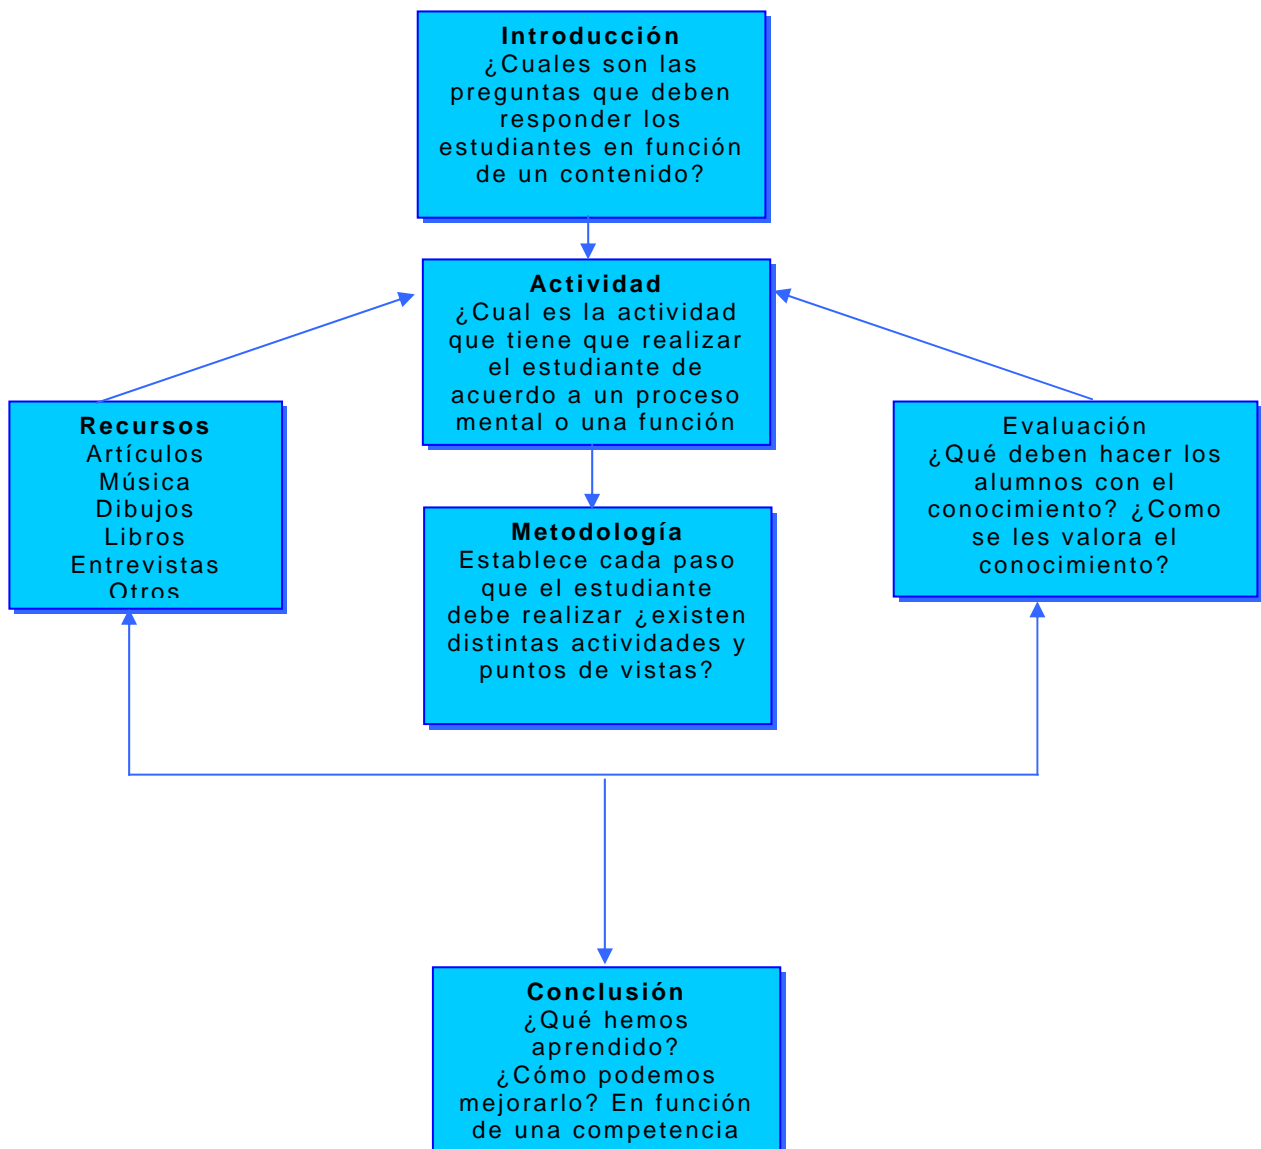 Introducción
¿Cuales son las
preguntas que deben
responder los
estudiantes en función
de un contenido?
Actividad
¿Cual es la actividad
que tiene que realizar
el estudiante de
acuerdo a un proceso
mental o una función
Recursos
Artículos
Música
Dibujos
Libros
Entrevistas
Otros
Evaluación
¿Qué deben hacer los
alumnos con el
conocimiento? ¿Como
se les valora el
conocimiento?
Metodología
Establece cada paso
que el estudiante
debe realizar ¿existen
distintas actividades y
puntos de vistas?
Conclusión
¿Qué hemos
aprendido?
¿Cómo podemos
mejorarlo? En función
de una competencia